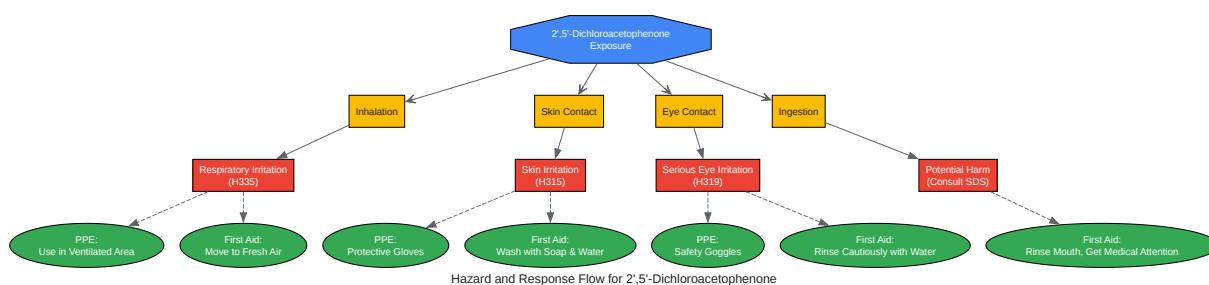 2',5'-Dichloroacetophenone
Exposure
Inhalation
Skin Contact
Eye Contact
Ingestion
Respiratory Irritation
(H335)
Skin Irritation
(H315)
Serious Eye Irritation
(H319)
Potential Harm
(Consult SDS)
PPE:
Use in Ventilated Area
First Aid:
Move to Fresh Air
PPE:
Protective Gloves
First Aid:
Wash with Soap & Water
PPE:
Safety Goggles
First Aid:
Rinse Cautiously with Water
First Aid:
Rinse Mouth, Get Medical Attention
Hazard and Response Flow for 2',5'-Dichloroacetophenone